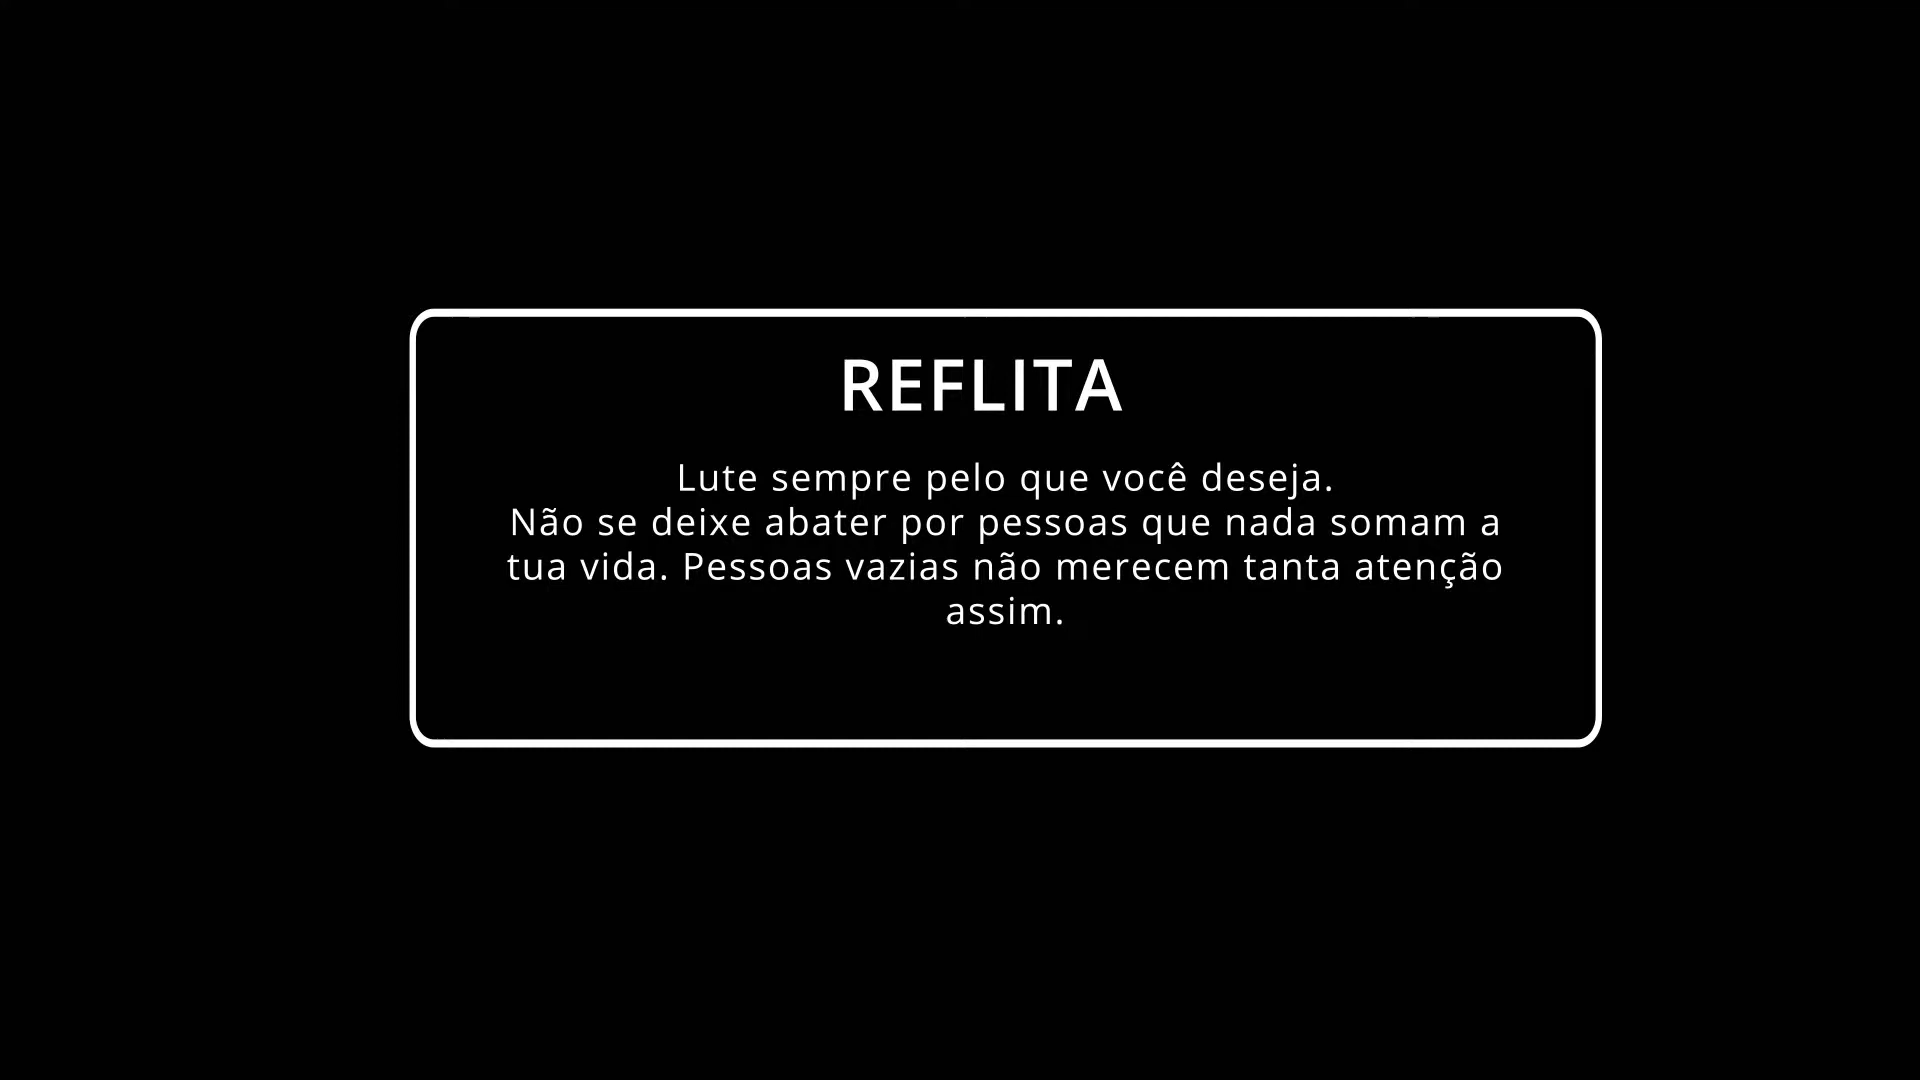 REFLITA
Lute sempre pelo que você deseja.
Não se deixe abater por pessoas que nada somam a
tua vida. Pessoas vazias não merecem tanta atenção
assim.